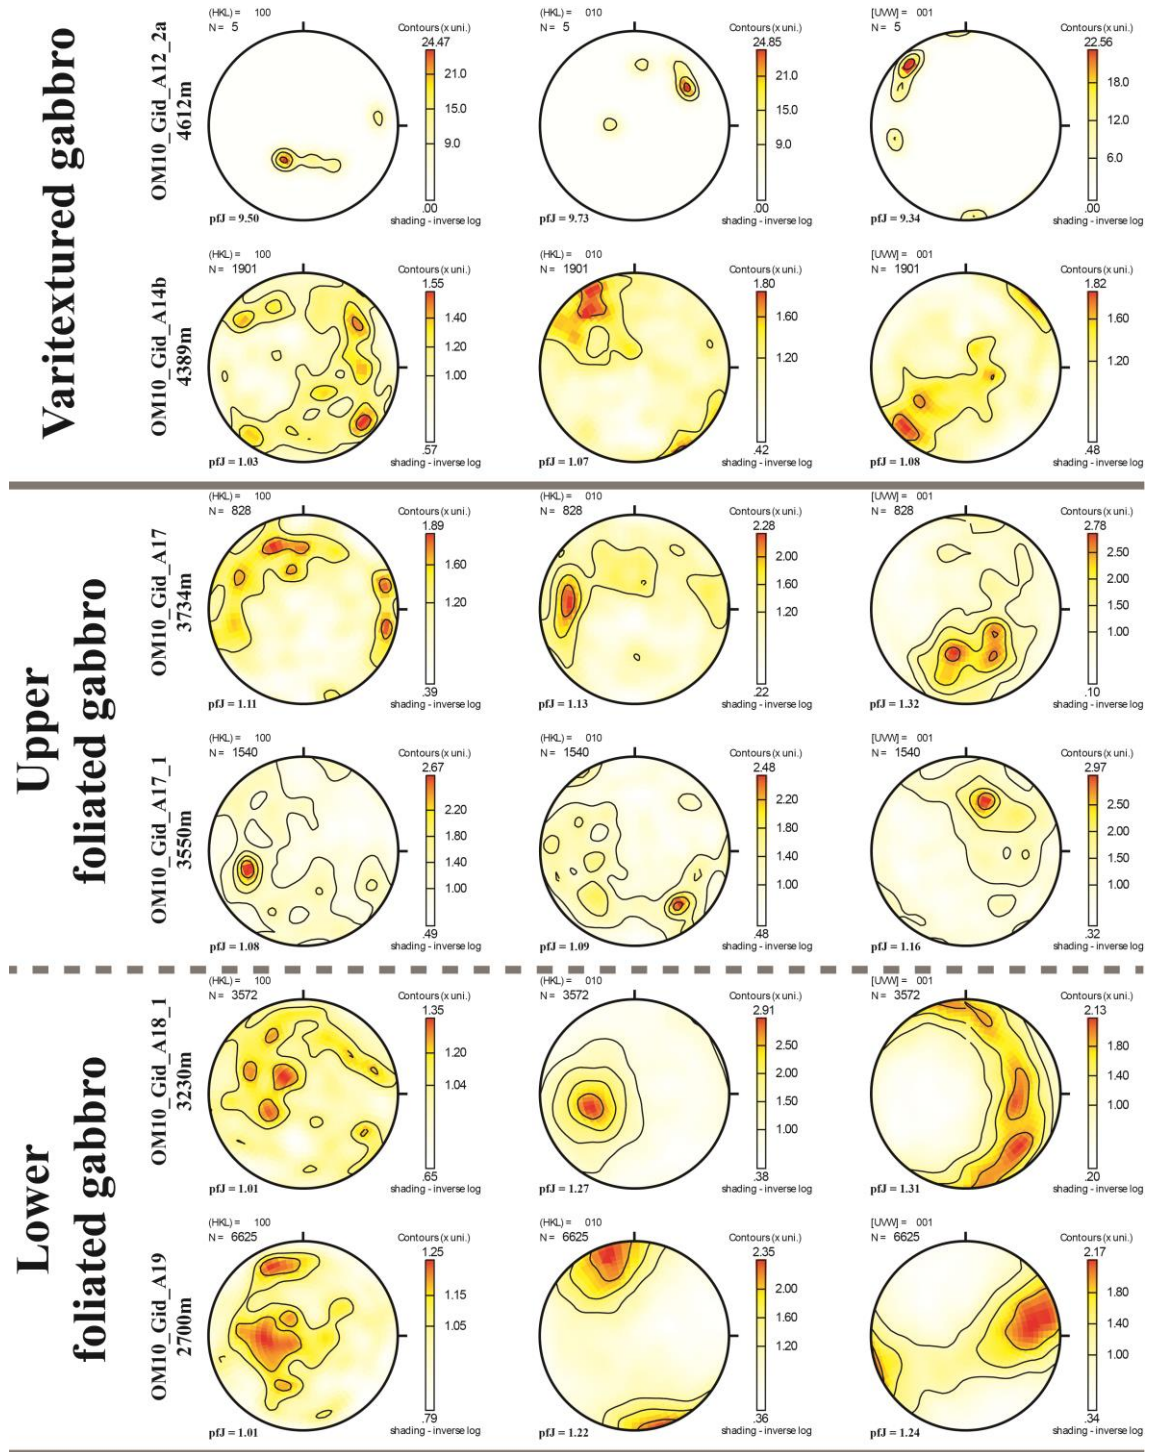 Varitextured gabbro
OM10_Gid_A12_2a
4612m
(HKL) = 100
N = 5
Contours (x uni.)
24.47
21.0
15.0
9.0
.00
shading - inverse log
pfJ = 9.50
(HKL) = 010
N = 5
Contours (x uni.)
24.85
21.0
15.0
9.0
.00
shading - inverse log
pfJ = 9.73
[UVW] = 001
N = 5
Contours (x uni.)
22.56
18.0
12.0
6.0
.00
shading - inverse log
pfJ = 9.34
OM10_Gid_A14b
4389m
(HKL) = 100
N = 1901
Contours (x uni.)
1.55
1.40
1.20
1.00
.57
shading - inverse log
pfJ = 1.03
(HKL) = 010
N = 1901
Contours (x uni.)
1.80
1.60
1.20
.42
shading - inverse log
pfJ = 1.07
[UVW] = 001
N = 1901
Contours (x uni.)
1.82
1.60
1.20
.48
shading - inverse log
pfJ = 1.08
Upper
foliated gabbro
OM10_Gid_A17
3734m
(HKL) = 100
N = 828
Contours (x uni.)
1.89
1.60
1.20
.39
shading - inverse log
pfJ = 1.11
(HKL) = 010
N = 828
Contours (x uni.)
2.28
2.00
1.60
1.20
.22
shading - inverse log
pfJ = 1.13
[UVW] = 001
N = 828
Contours (x uni.)
2.78
2.50
2.00
1.50
1.00
.10
shading - inverse log
pfJ = 1.32
OM10_Gid_A17_1
3550m
(HKL) = 100
N = 1540
Contours (x uni.)
2.67
2.20
1.80
1.40
1.00
.49
shading - inverse log
pfJ = 1.08
(HKL) = 010
N = 1540
Contours (x uni.)
2.48
2.20
1.80
1.40
1.00
.48
shading - inverse log
pfJ = 1.09
[UVW] = 001
N = 1540
Contours (x uni.)
2.97
2.50
2.00
1.50
1.00
.32
shading - inverse log
pfJ = 1.16
Lower
foliated gabbro
OM10_Gid_A18_1
3230m
(HKL) = 100
N = 3572
Contours (x uni.)
1.35
1.20
1.04
.65
shading - inverse log
pfJ = 1.01
(HKL) = 010
N = 3572
Contours (x uni.)
2.91
2.50
2.00
1.50
1.00
.38
shading - inverse log
pfJ = 1.27
[UVW] = 001
N = 3572
Contours (x uni.)
2.13
1.80
1.40
1.00
.20
shading - inverse log
pfJ = 1.31
OM10_Gid_A19
2700m
(HKL) = 100
N = 6625
Contours (x uni.)
1.25
1.15
1.05
.79
shading - inverse log
pfJ = 1.01
(HKL) = 010
N = 6625
Contours (x uni.)
2.35
2.00
1.60
1.20
.36
shading - inverse log
pfJ = 1.22
[UVW] = 001
N = 6625
Contours (x uni.)
2.17
1.80
1.40
1.00
.34
shading - inverse log
pfJ = 1.24